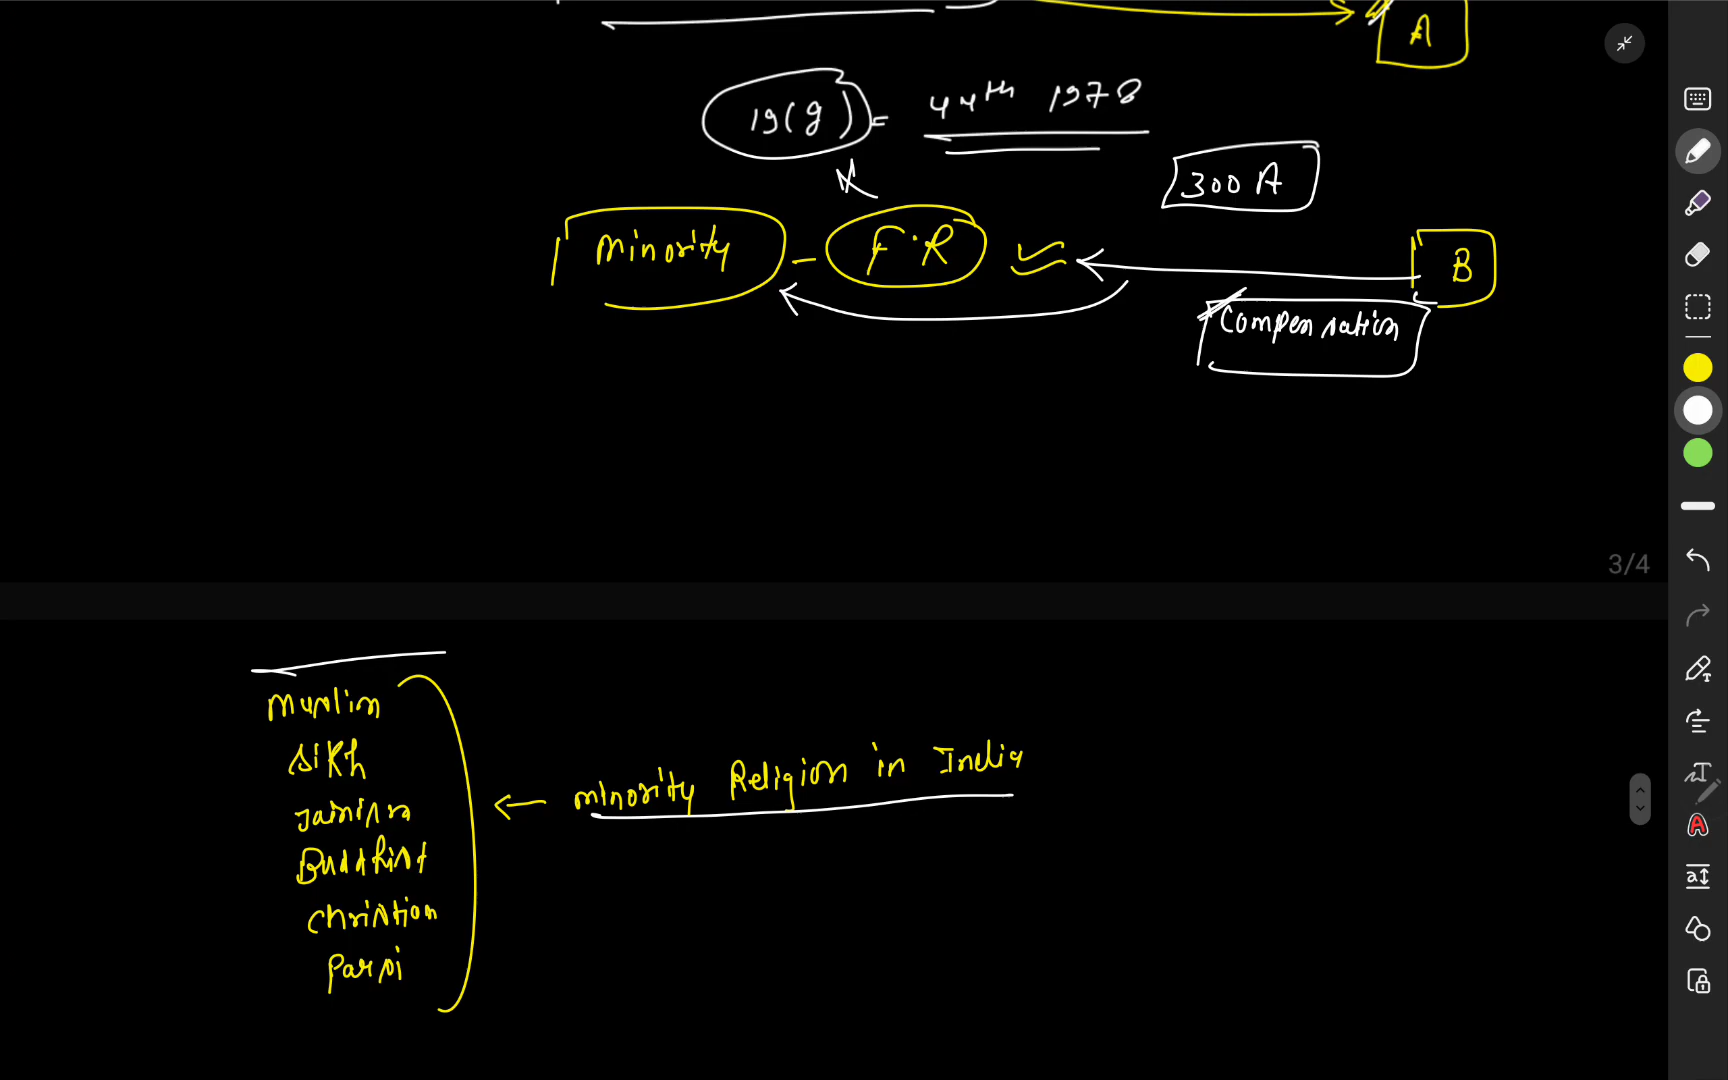 A
19(g) = 44th 1978
300 A
Minority - F.R B
Compensation
3/4
Muslim
Sikh
Jainism
Buddhist
Christian
Parsi
← minority Religion in India